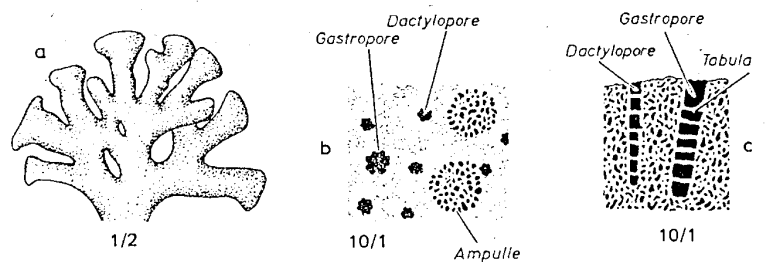 a
1/2
b
Gastropore
Dactylopore
Ampulle
10/1
c
Dactylopore
Gastropore
Tabula
10/1